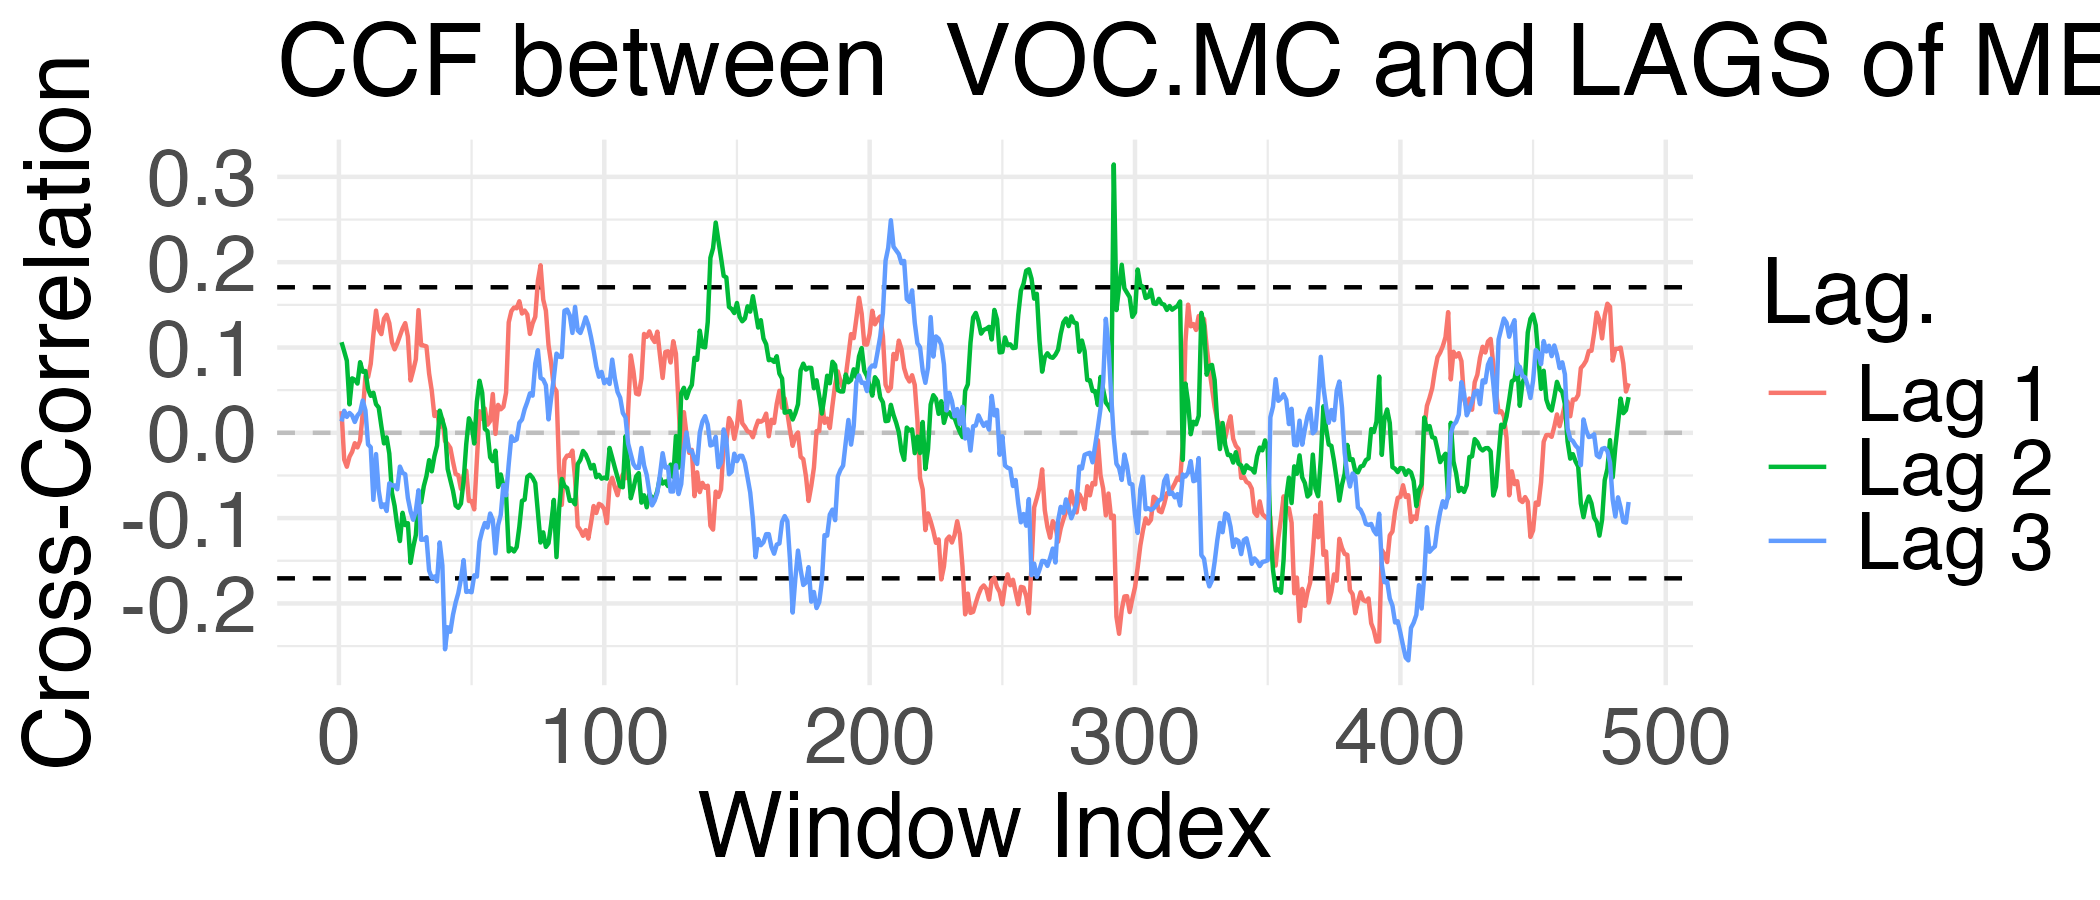 CCF between  VOC.MC and LAGS of ME
Cross-Correlation
0.3
0.2
0.1
0.0
-0.1
-0.2
0 100 200 300 400 500
Window Index
Lag.
Lag 1
Lag 2
Lag 3